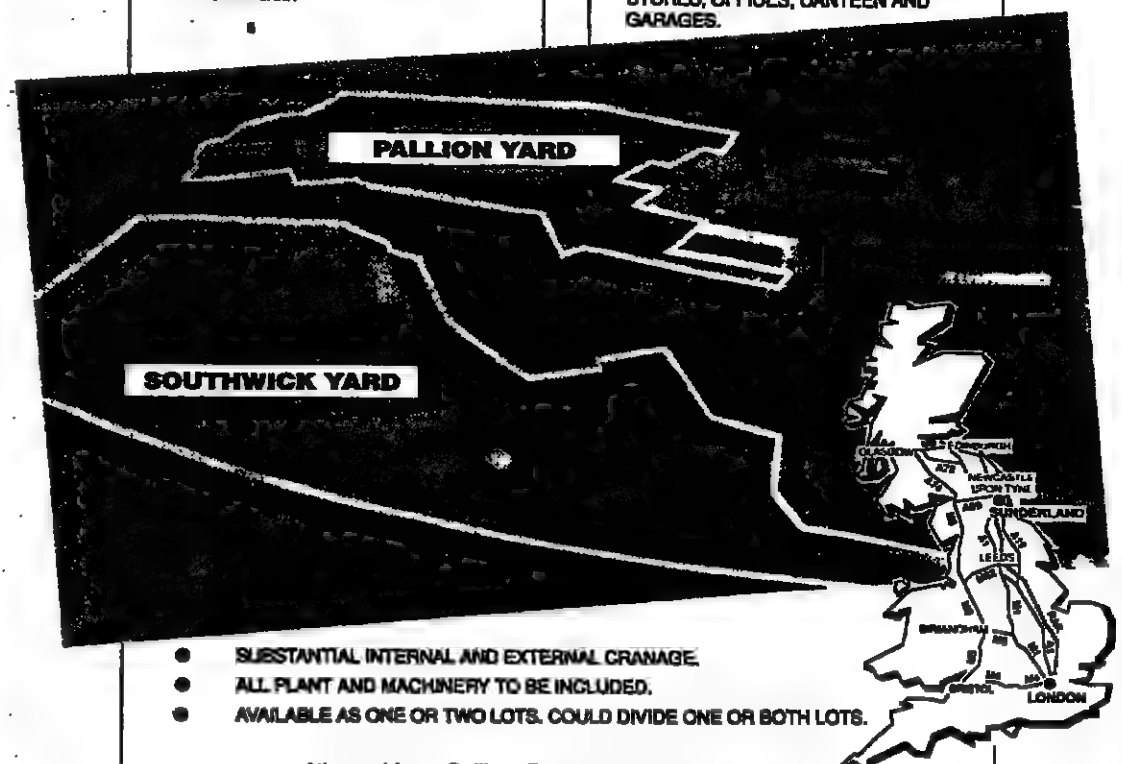 STORES, OFFICES, CANTEEN AND
GARAGES.
PALLION YARD
SOUTHWICK YARD
GLASGOW
EDINBURGH
NEWCASTLE
UPON TYNE
SUNDERLAND
LEEDS
BIRMINGHAM
BRISTOL
LONDON
● SUBSTANTIAL INTERNAL AND EXTERNAL CRANAGE.
● ALL PLANT AND MACHINERY TO BE INCLUDED.
● AVAILABLE AS ONE OR TWO LOTS. COULD DIVIDE ONE OR BOTH LOTS.